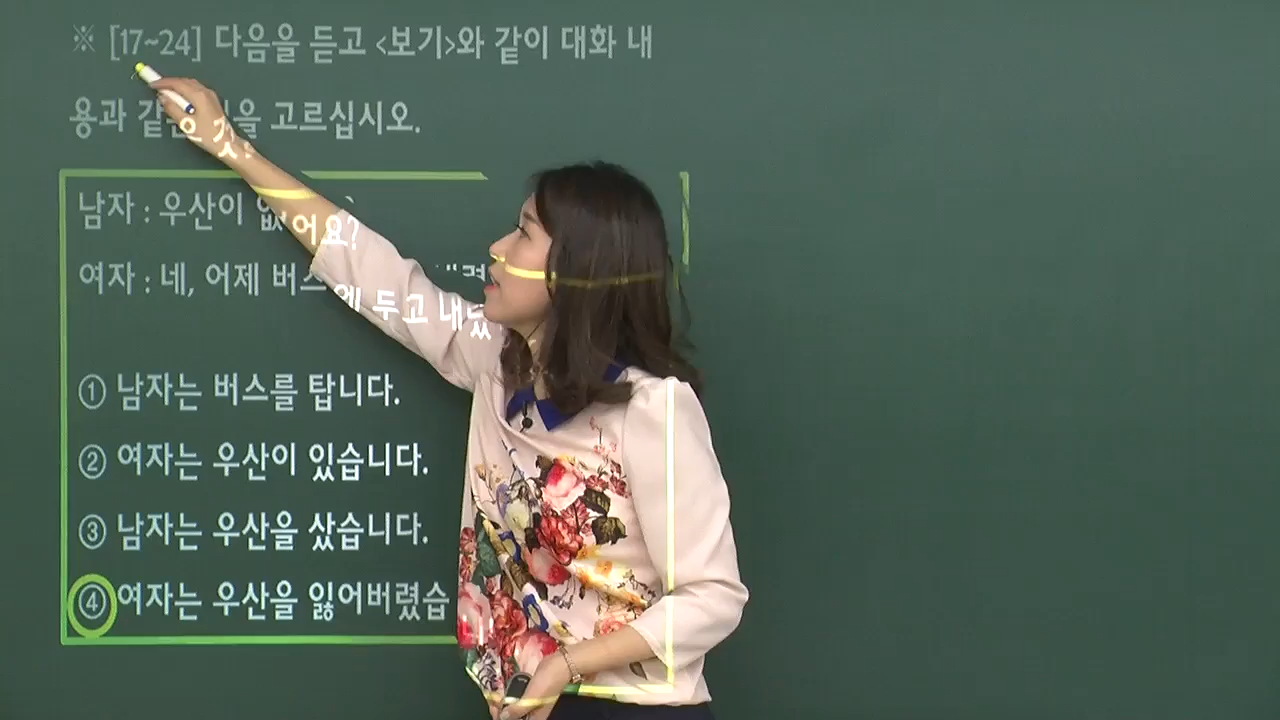 ※ [17~24] 다음을 듣고 <보기>와 같이 대화 내
용과 같은 것을 고르십시오.
남자 : 우산이 없어요?
여자 : 네, 어제 버스에 두고 내렸
① 남자는 버스를 탑니다.
② 여자는 우산이 있습니다.
③ 남자는 우산을 샀습니다.
④ 여자는 우산을 잃어버렸습